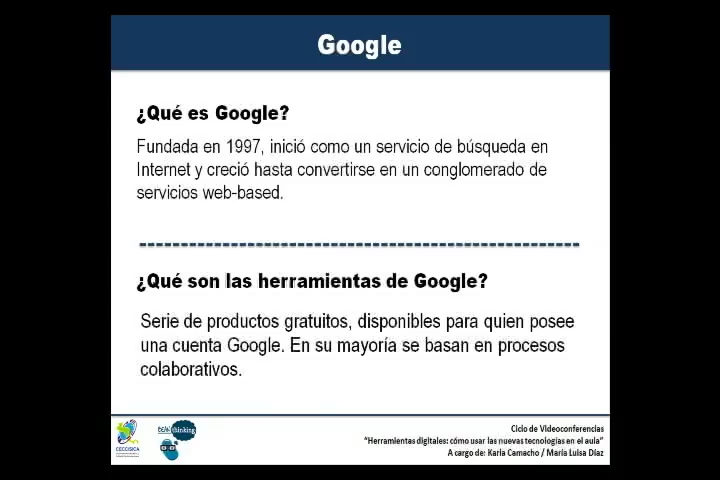 Google
¿Qué es Google?
Fundada en 1997, inició como un servicio de búsqueda en
Internet y creció hasta convertirse en un conglomerado de
servicios web-based.
¿Qué son las herramientas de Google?
Serie de productos gratuitos, disponibles para quien posee
una cuenta Google. En su mayoría se basan en procesos
colaborativos.
CECCISICA
thinking
Ciclo de Videoconferencias
"Herramientas digitales: cómo usar las nuevas tecnologías en el aula"
A cargo de: Karla Camacho / María Luisa Díaz